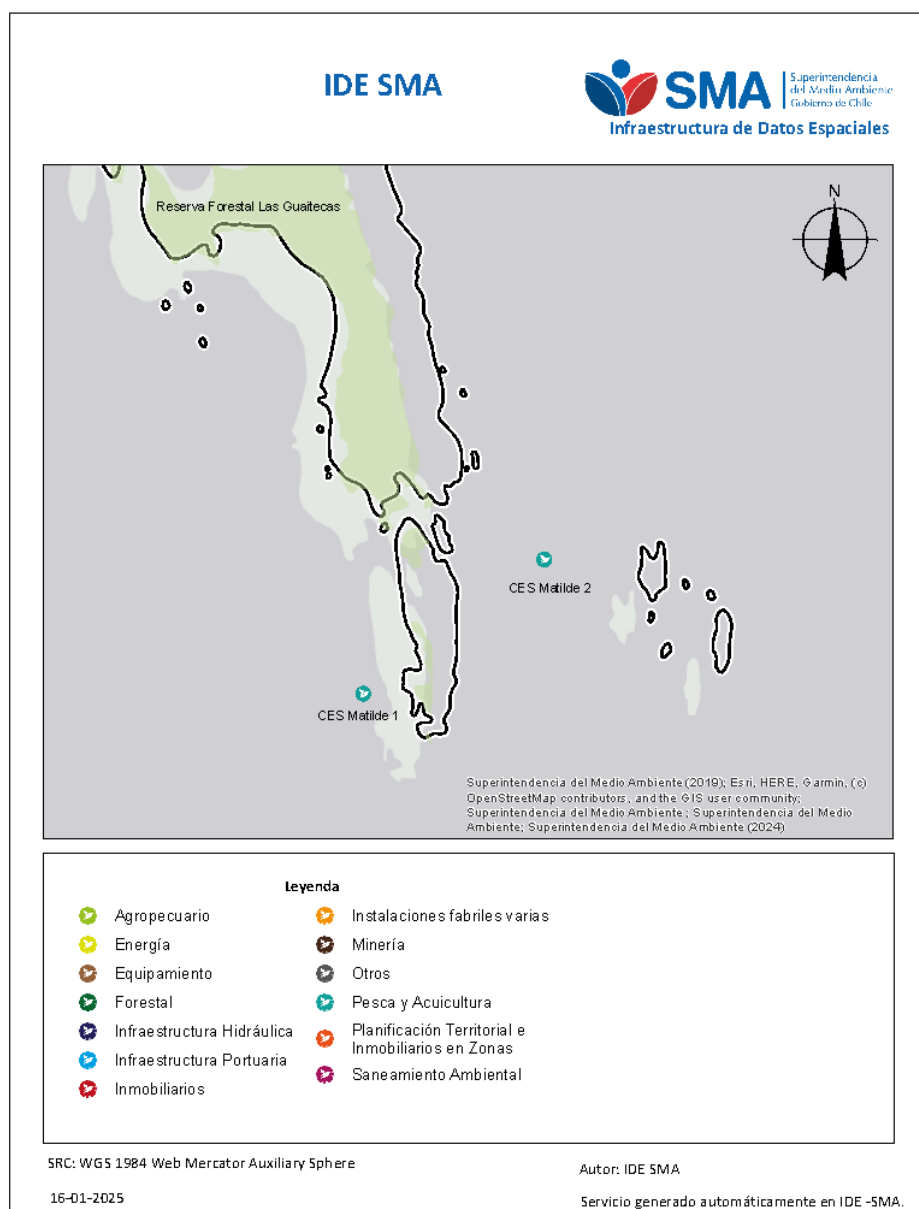 IDE SMA
SMA
Superintendencia
del Medio Ambiente
Gobierno de Chile
Infraestructura de Datos Espaciales
Reserva Forestal Las Guaitecas
N
CES Matilde 2
CES Matilde 1
Superintendencia del Medio Ambiente (2019); Esri, HERE, Garmin, (c)
OpenStreetMap contributors, and the GIS user community;
Superintendencia del Medio Ambiente ; Superintendencia del Medio
Ambiente; Superintendencia del Medio Ambiente (2024)
Leyenda
Agropecuario
Energía
Equipamiento
Forestal
Infraestructura Hidráulica
Infraestructura Portuaria
Inmobiliarios
Instalaciones fabriles varias
Minería
Otros
Pesca y Acuicultura
Planificación Territorial e
Inmobiliarios en Zonas
Saneamiento Ambiental
SRC: WGS 1984 Web Mercator Auxiliary Sphere
16-01-2025
Autor: IDE SMA
Servicio generado automáticamente en IDE -SMA.